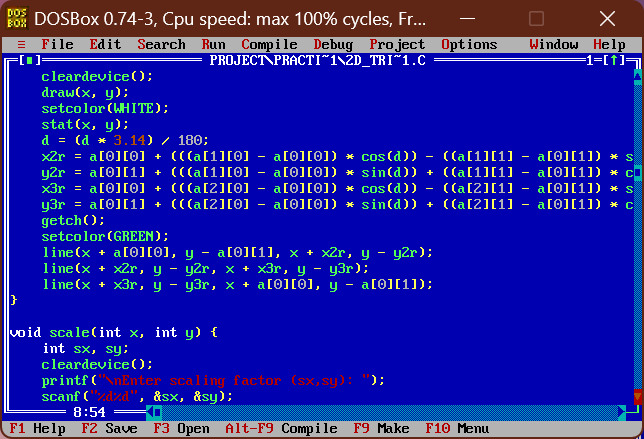 DOS BOX DOSBox 0.74-3, Cpu speed: max 100% cycles, Fr...
≡ File Edit Search Run Compile Debug Project Options Window Help
[■] PROJECT\PRACTI~1\2D_TRI~1.C 1=[↑]
cleardevice();
draw(x, y);
setcolor(WHITE);
stat(x, y);
d = (d * 3.14) / 180;
x2r = a[0][0] + (((a[1][0] - a[0][0]) * cos(d)) - ((a[1][1] - a[0][1]) * s
y2r = a[0][1] + (((a[1][0] - a[0][0]) * sin(d)) + ((a[1][1] - a[0][1]) * c
x3r = a[0][0] + (((a[2][0] - a[0][0]) * cos(d)) - ((a[2][1] - a[0][1]) * s
y3r = a[0][1] + (((a[2][0] - a[0][0]) * sin(d)) + ((a[2][1] - a[0][1]) * c
getch();
setcolor(GREEN);
line(x + a[0][0], y - a[0][1], x + x2r, y - y2r);
line(x + x2r, y - y2r, x + x3r, y - y3r);
line(x + x3r, y - y3r, x + a[0][0], y - a[0][1]);
}
void scale(int x, int y) {
int sx, sy;
cleardevice();
printf("\nEnter scaling factor (sx,sy): ");
scanf("%d%d", &sx, &sy);
8:54
F1 Help F2 Save F3 Open Alt-F9 Compile F9 Make F10 Menu